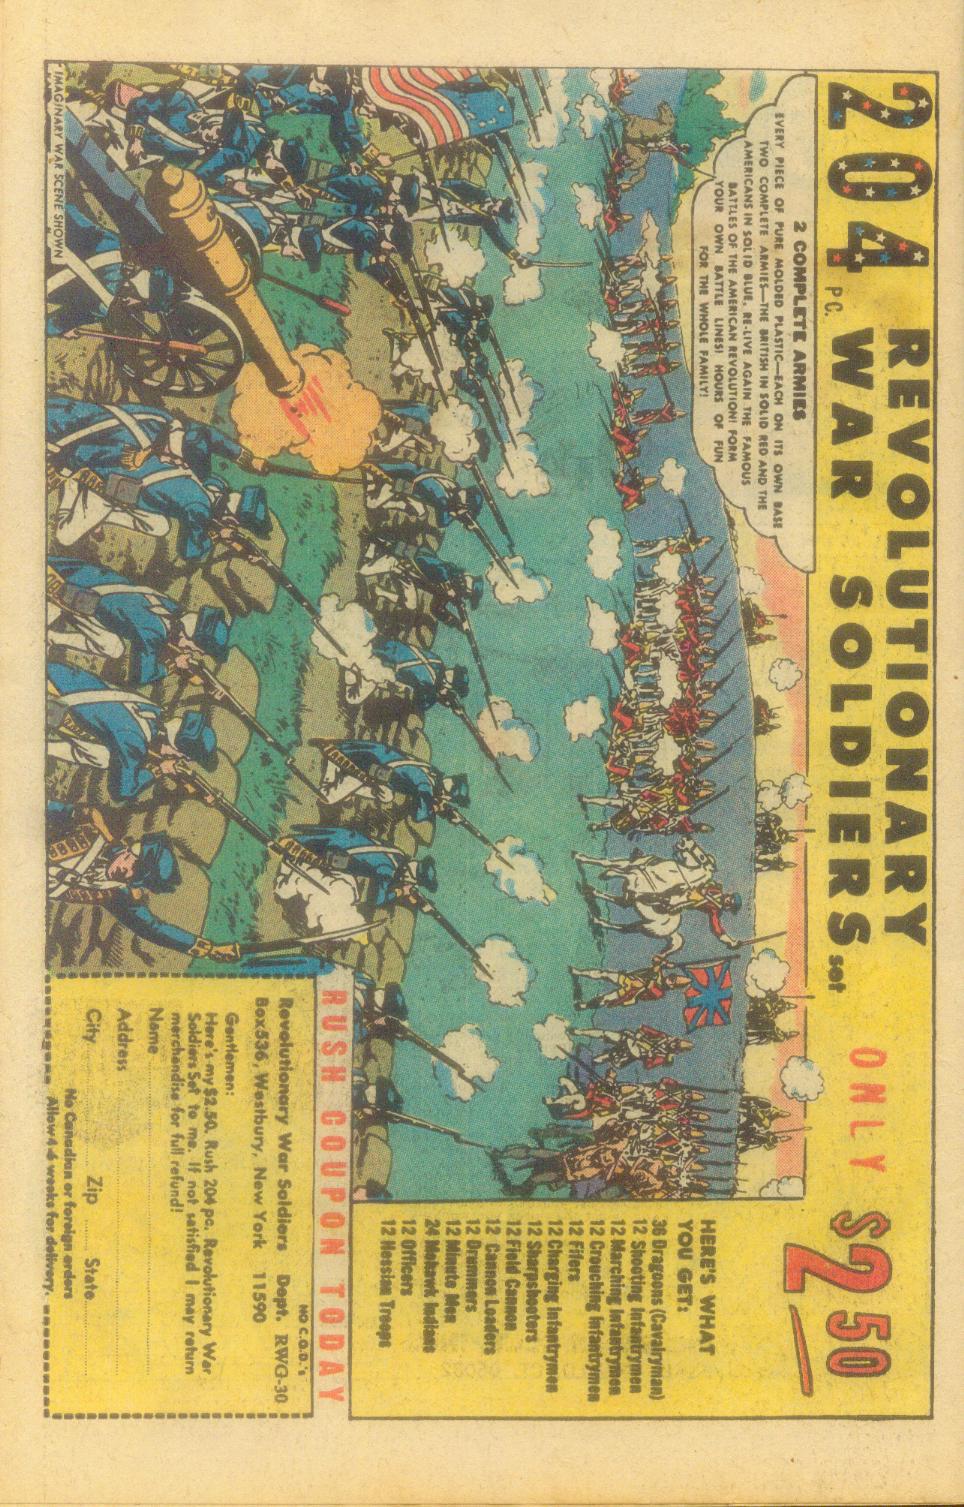 204 REVOLUTIONARY
PC. WAR SOLDIERS set
ONLY $2.50
2 COMPLETE ARMIES
EVERY PIECE OF PURE MOLDED PLASTIC—EACH ON ITS OWN BASE
TWO COMPLETE ARMIES—THE BRITISH IN SOLID RED AND THE
AMERICANS IN SOLID BLUE. RE-LIVE AGAIN THE FAMOUS
BATTLES OF THE AMERICAN REVOLUTION! FORM
YOUR OWN BATTLE LINES! HOURS OF FUN
FOR THE WHOLE FAMILY!
HERE'S WHAT
YOU GET:
36 Dragoons (Cavalryman)
12 Shooting Infantrymen
12 Marching Infantrymen
12 Crouching Infantrymen
12 Fifers
12 Charging Infantrymen
12 Sharpshooters
12 Field Cannon
12 Cannon Loaders
12 Drummers
12 Minute Men
24 Mohawk Indians
12 Officers
12 Hessian Troops
IMAGINARY WAR SCENE SHOWN
RUSH COUPON TODAY
NO C.O.D.'s
Revolutionary War Soldiers Dept. RWG-30
Box 536, Westbury, New York 11590
Gentlemen:
Here's my $2.50. Rush 204 pc. Revolutionary War
Soldiers Set to me. If not satisfied I may return
merchandise for full refund!
Name
Address
City Zip State
No Canadian or foreign orders
Allow 4-6 weeks for delivery.